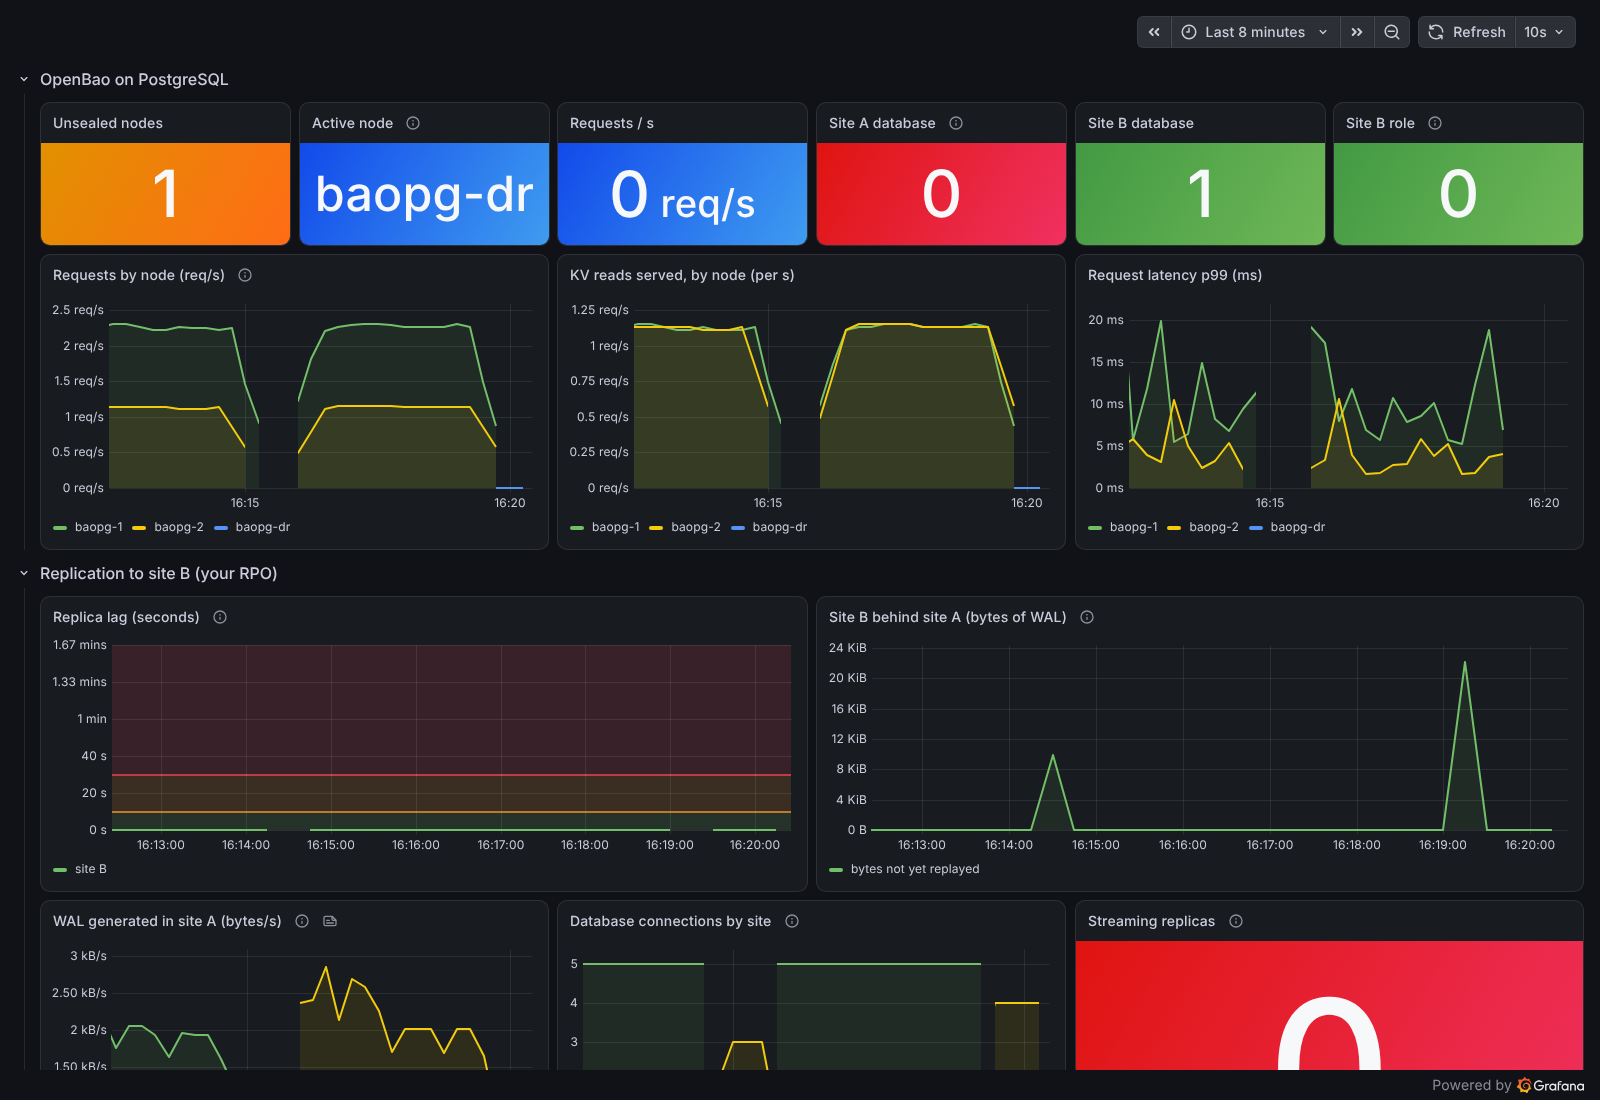 Last 8 minutes
Refresh
10s
OpenBao on PostgreSQL
Unsealed nodes
1
Active node
baopg-dr
Requests / s
0 req/s
Site A database
0
Site B database
1
Site B role
0
Requests by node (req/s)
2.5 req/s
2 req/s
1.5 req/s
1 req/s
0.5 req/s
0 req/s
16:15
16:20
baopg-1
baopg-2
baopg-dr
KV reads served, by node (per s)
1.25 req/s
1 req/s
0.75 req/s
0.5 req/s
0.25 req/s
0 req/s
16:15
16:20
baopg-1
baopg-2
baopg-dr
Request latency p99 (ms)
20 ms
15 ms
10 ms
5 ms
0 ms
16:15
16:20
baopg-1
baopg-2
baopg-dr
Replication to site B (your RPO)
Replica lag (seconds)
1.67 mins
1.33 mins
1 min
40 s
20 s
0 s
16:13:00
16:14:00
16:15:00
16:16:00
16:17:00
16:18:00
16:19:00
16:20:00
site B
Site B behind site A (bytes of WAL)
24 KiB
20 KiB
16 KiB
12 KiB
8 KiB
4 KiB
0 B
16:13:00
16:14:00
16:15:00
16:16:00
16:17:00
16:18:00
16:19:00
16:20:00
bytes not yet replayed
WAL generated in site A (bytes/s)
3 kB/s
2.50 kB/s
2 kB/s
1.50 kB/s
Database connections by site
5
4
3
Streaming replicas
0
Powered by Grafana